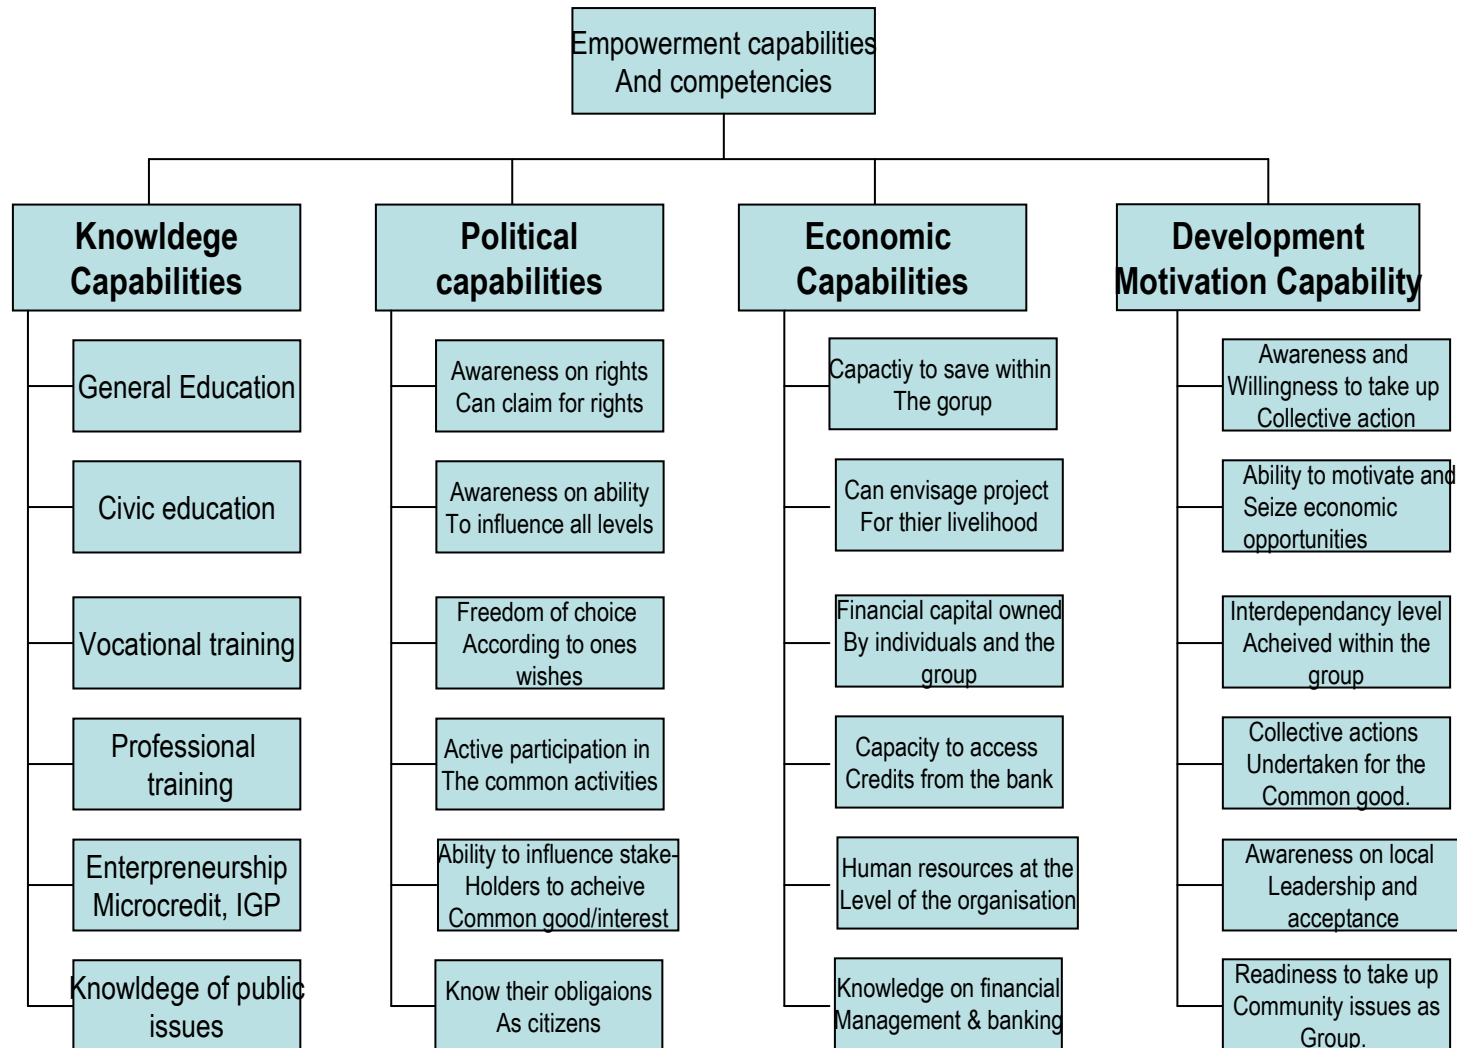 Empowerment capabilities
And competencies
Knowldege
Capabilities
General Education
Civic education
Vocational training
Professional
training
Enterpreneurship
Microcredit, IGP
Knowldege of public
issues
Political
capabilities
Awareness on rights
Can claim for rights
Awareness on ability
To influence all levels
Freedom of choice
According to ones
wishes
Active participation in
The common activities
Ability to influence stake-
Holders to acheive
Common good/interest
Know their obligaions
As citizens
Economic
Capabilities
Capactiy to save within
The gorup
Can envisage project
For thier livelihood
Financial capital owned
By individuals and the
group
Capacity to access
Credits from the bank
Human resources at the
Level of the organisation
Knowledge on financial
Management & banking
Development
Motivation Capability
Awareness and
Willingness to take up
Collective action
Ability to motivate and
Seize economic
opportunities
Interdependancy level
Acheived within the
group
Collective actions
Undertaken for the
Common good.
Awareness on local
Leadership and
acceptance
Readiness to take up
Community issues as
Group.